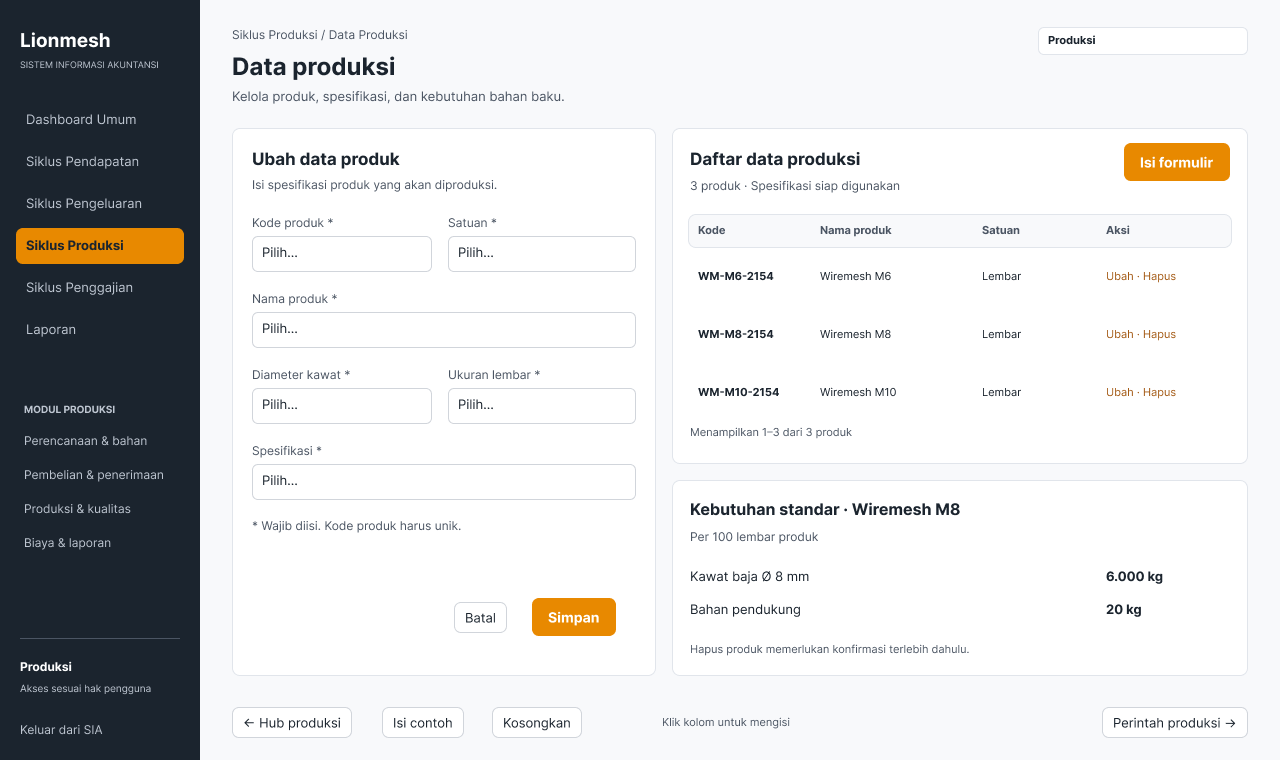 Lionmesh
SISTEM INFORMASI AKUNTANSI
Dashboard Umum
Siklus Pendapatan
Siklus Pengeluaran
Siklus Produksi
Siklus Penggajian
Laporan
MODUL PRODUKSI
Perencanaan & bahan
Pembelian & penerimaan
Produksi & kualitas
Biaya & laporan
Produksi
Akses sesuai hak pengguna
Keluar dari SIA
Siklus Produksi / Data Produksi
Produksi
Data produksi
Kelola produk, spesifikasi, dan kebutuhan bahan baku.
Ubah data produk
Isi spesifikasi produk yang akan diproduksi.
Kode produk * Satuan *
Pilih... Pilih...
Nama produk *
Pilih...
Diameter kawat * Ukuran lembar *
Pilih... Pilih...
Spesifikasi *
Pilih...
* Wajib diisi. Kode produk harus unik.
Batal Simpan
Daftar data produksi
Isi formulir
3 produk · Spesifikasi siap digunakan
Kode Nama produk Satuan Aksi
WM-M6-2154 Wiremesh M6 Lembar Ubah · Hapus
WM-M8-2154 Wiremesh M8 Lembar Ubah · Hapus
WM-M10-2154 Wiremesh M10 Lembar Ubah · Hapus
Menampilkan 1–3 dari 3 produk
Kebutuhan standar · Wiremesh M8
Per 100 lembar produk
Kawat baja Ø 8 mm 6.000 kg
Bahan pendukung 20 kg
Hapus produk memerlukan konfirmasi terlebih dahulu.
← Hub produksi Isi contoh Kosongkan Klik kolom untuk mengisi Perintah produksi →